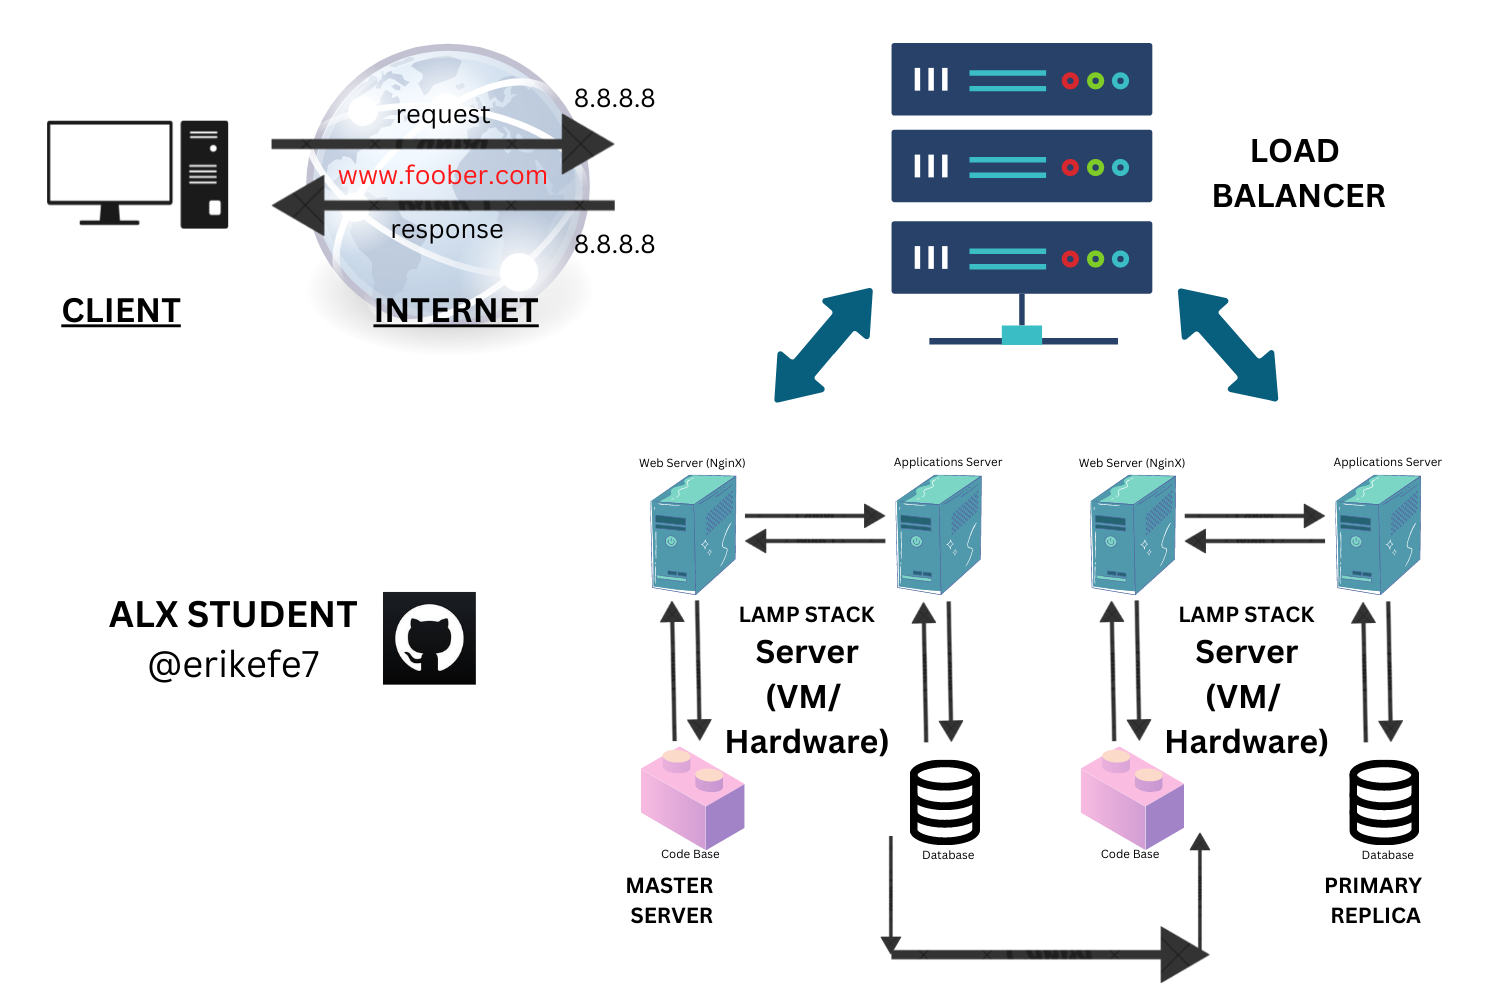 request
8.8.8.8
www.foober.com
response
8.8.8.8
CLIENT
INTERNET
LOAD
BALANCER
Web Server (NginX)
Applications Server
Web Server (NginX)
Applications Server
ALX STUDENT
@erikefe7
LAMP STACK
Server
(VM/
Hardware)
LAMP STACK
Server
(VM/
Hardware)
Code Base
Database
Code Base
Database
MASTER
SERVER
PRIMARY
REPLICA